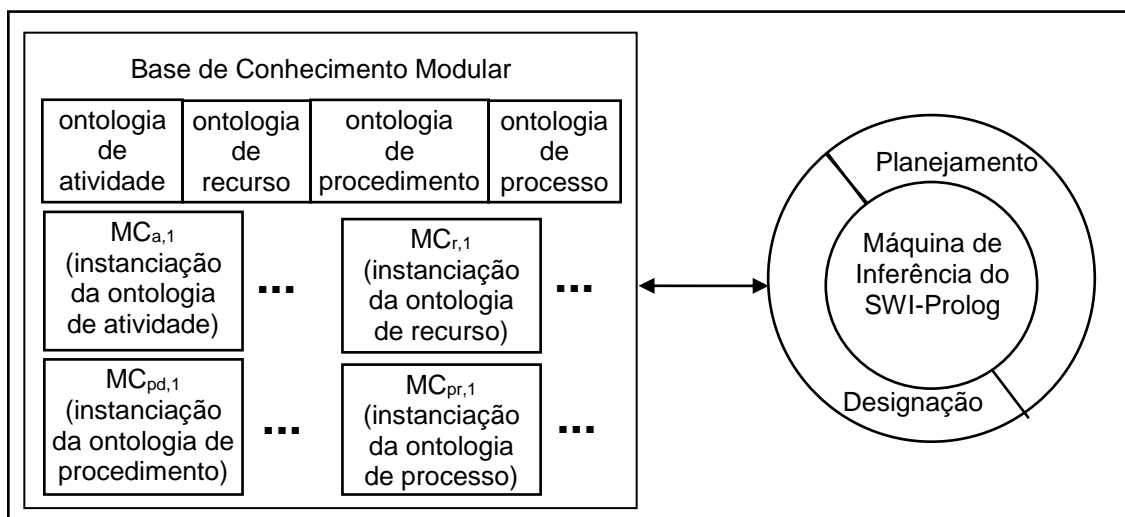 Base de Conhecimento Modular
ontologia
de
atividade
ontologia
de
recurso
ontologia
de
procedimento
ontologia
de
processo
MCa,1
(instanciação
da ontologia
de atividade)
...
MCr,1
(instanciação
da ontologia
de recurso)
...
MCpd,1
(instanciação
da ontologia de
procedimento)
...
MCpr,1
(instanciação
da ontologia
de processo)
...
Planejamento
Máquina de
Inferência do
SWI-Prolog
Designação